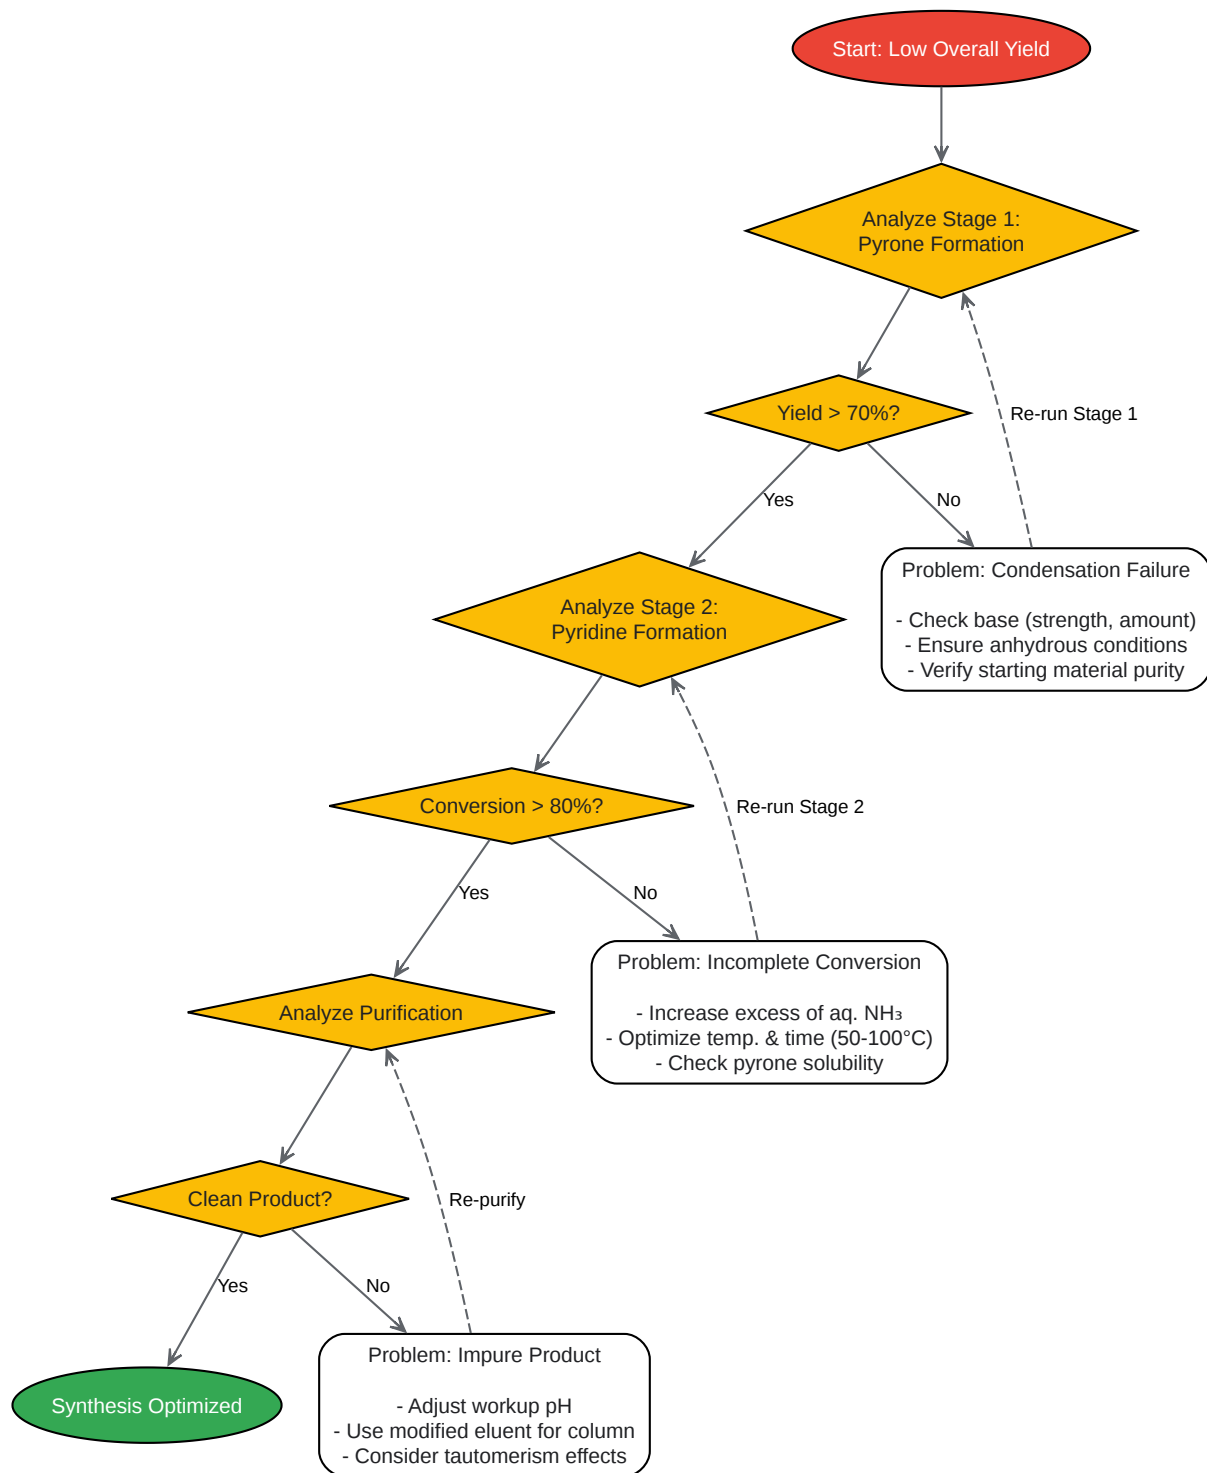 Start: Low Overall Yield
Analyze Stage 1:
Pyrone Formation
Yield > 70%?
Re-run Stage 1
Yes
No
Problem: Condensation Failure
- Check base (strength, amount)
- Ensure anhydrous conditions
- Verify starting material purity
Analyze Stage 2:
Pyridine Formation
Conversion > 80%?
Re-run Stage 2
Yes
No
Problem: Incomplete Conversion
- Increase excess of aq. NH₃
- Optimize temp. & time (50-100°C)
- Check pyrone solubility
Analyze Purification
Clean Product?
Re-purify
Yes
No
Problem: Impure Product
- Adjust workup pH
- Use modified eluent for column
- Consider tautomerism effects
Synthesis Optimized